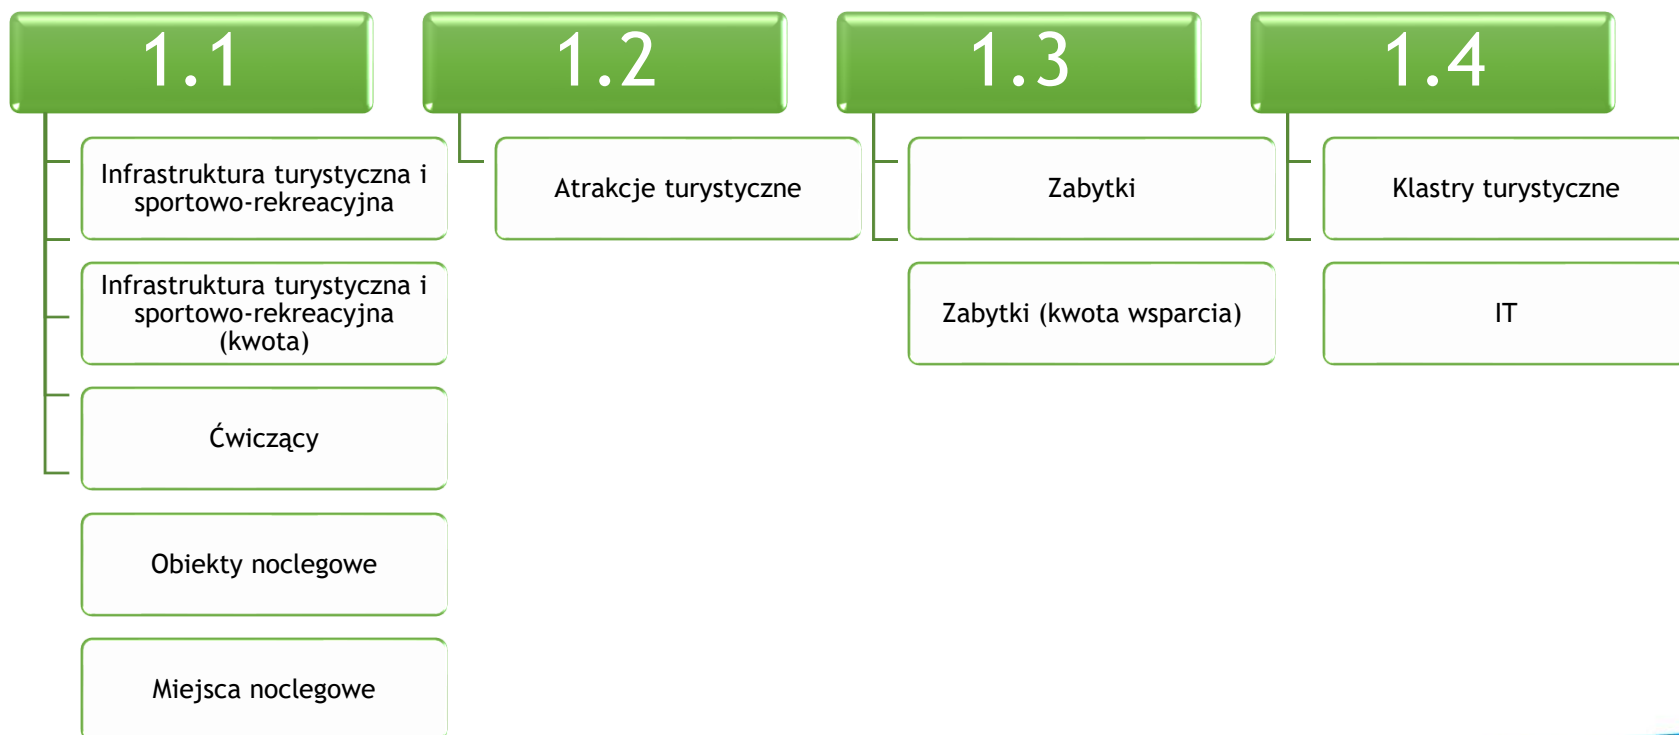 1.1
Infrastruktura turystyczna i
sportowo-rekreacyjna
Infrastruktura turystyczna i
sportowo-rekreacyjna
(kwota)
Ćwiczący
Obiekty noclegowe
Miejsca noclegowe
1.2
Atrakcje turystyczne
1.3
Zabytki
Zabytki (kwota wsparcia)
1.4
Klastry turystyczne
IT